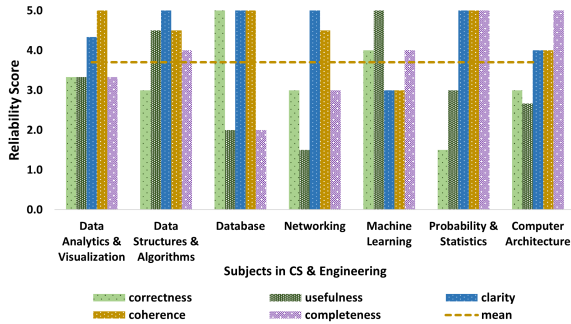 5.0
4.0
3.0
2.0
1.0
0.0
Reliability Score
Data Analytics & Visualization
Data Structures & Algorithms
Database
Networking
Machine Learning
Probability & Statistics
Computer Architecture
Subjects in CS & Engineering
correctness
usefulness
clarity
coherence
completeness
mean